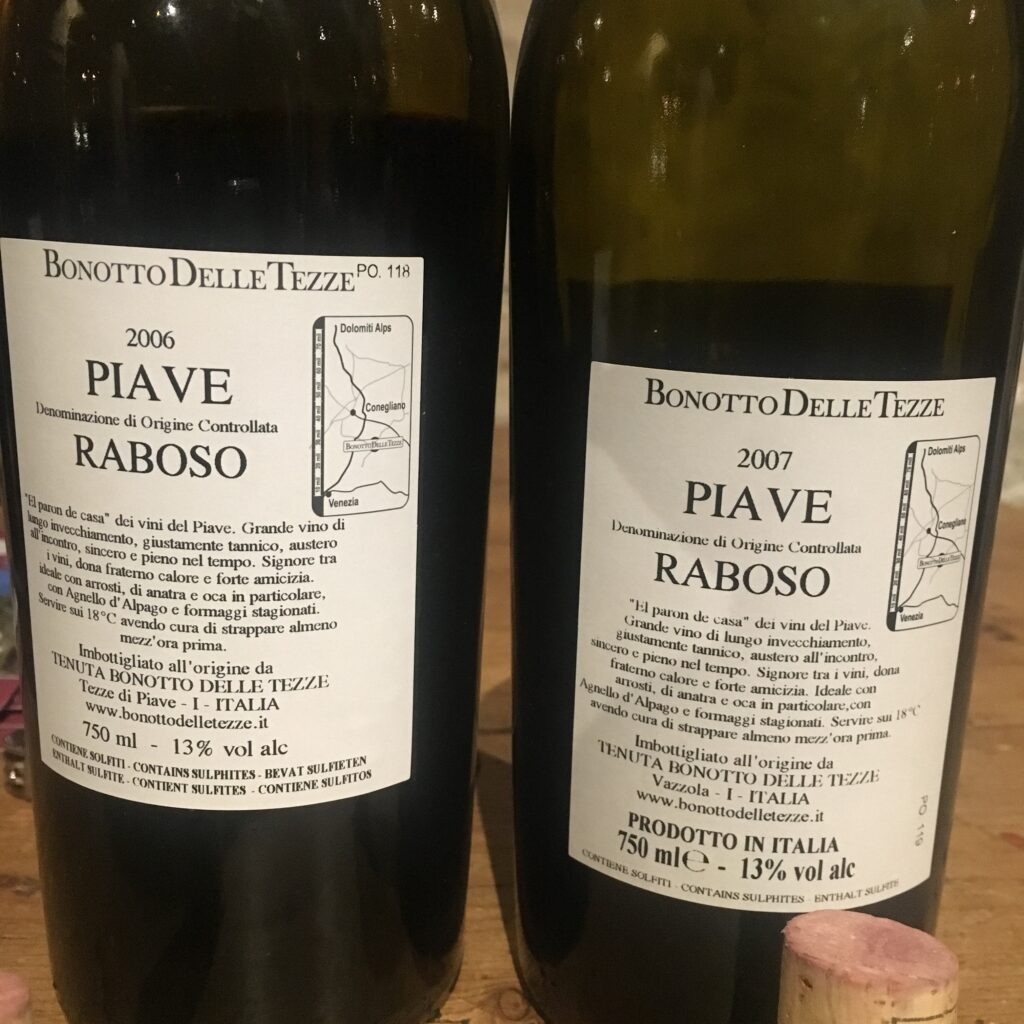 BONOTTO DELLE TEZZE PO. 118
2006
PIAVE
Denominazione di Origine Controllata
RABOSO
Dolomiti Alps
Conegliano
BONOTTO DELLE TEZZE
Venezia
"El paron de casa" dei vini del Piave. Grande vino di
lungo invecchiamento, giustamente tannico, austero
all'incontro, sincero e pieno nel tempo. Signore tra
i vini, dona fraterno calore e forte amicizia.
ideale con arrosti, di anatra e oca in particolare,
con Agnello d'Alpago e formaggi stagionati.
Servire sui 18°C avendo cura di strappare almeno
mezz'ora prima.
Imbottigliato all'origine da
TENUTA BONOTTO DELLE TEZZE
Tezze di Piave - I - ITALIA
www.bonottodelletezze.it
750 ml - 13% vol alc
CONTIENE SOLFITI - CONTAINS SULPHITES - BEVAT SULFIETEN
ENTHALT SULFITE - CONTIENT SULFITES - CONTIENE SULFITOS
BONOTTO DELLE TEZZE
2007
PIAVE
Denominazione di Origine Controllata
RABOSO
Dolomiti Alps
Conegliano
BONOTTO DELLE TEZZE
Venezia
"El paron de casa" dei vini del Piave.
Grande vino di lungo invecchiamento,
giustamente tannico, austero all'incontro,
sincero e pieno nel tempo. Signore tra i vini, dona
fraterno calore e forte amicizia. Ideale con
arrosti, di anatra e oca in particolare,con
Agnello d'Alpago e formaggi stagionati. Servire sui 18°C
avendo cura di strappare almeno mezz'ora prima.
Imbottigliato all'origine da
TENUTA BONOTTO DELLE TEZZE
Vazzola - I - ITALIA
www.bonottodelletezze.it
PRODOTTO IN ITALIA
750 ml ℮ - 13% vol alc
CONTIENE SOLFITI - CONTAINS SULPHITES - ENTHALT SULFITE
PO 119